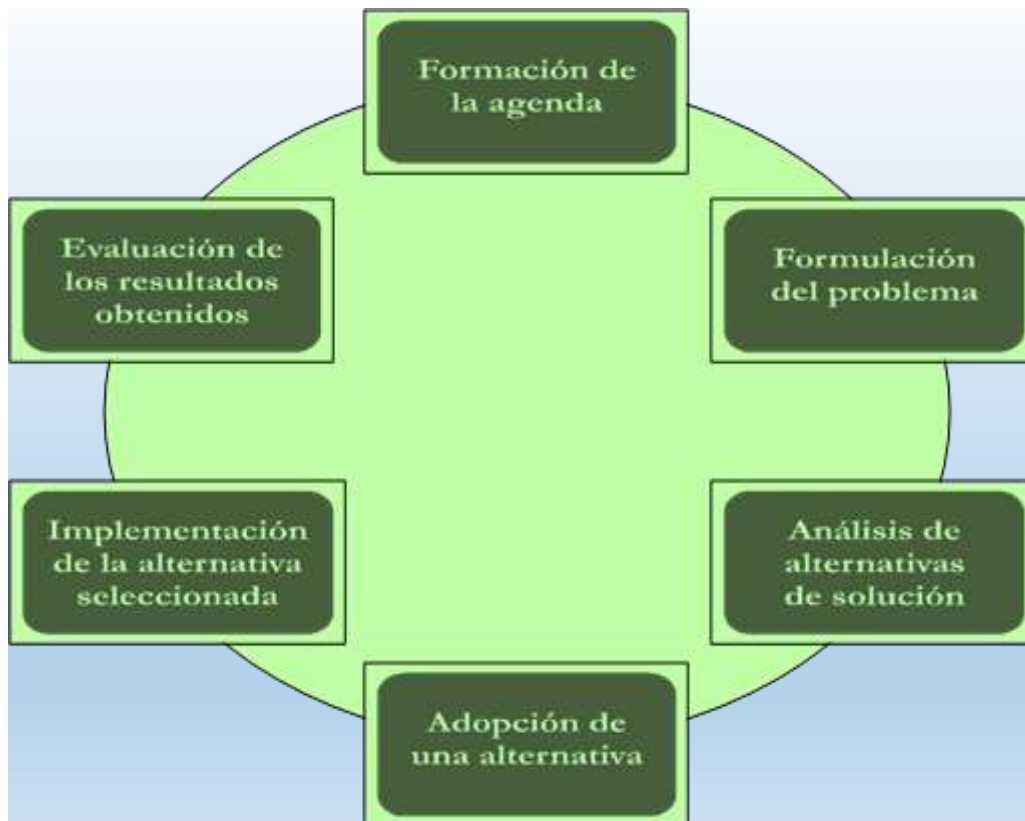 Formación de
la agenda
Formulación
del problema
Análisis de
alternativas
de solución
Adopción de
una alternativa
Implementación
de la alternativa
seleccionada
Evaluación de
los resultados
obtenidos